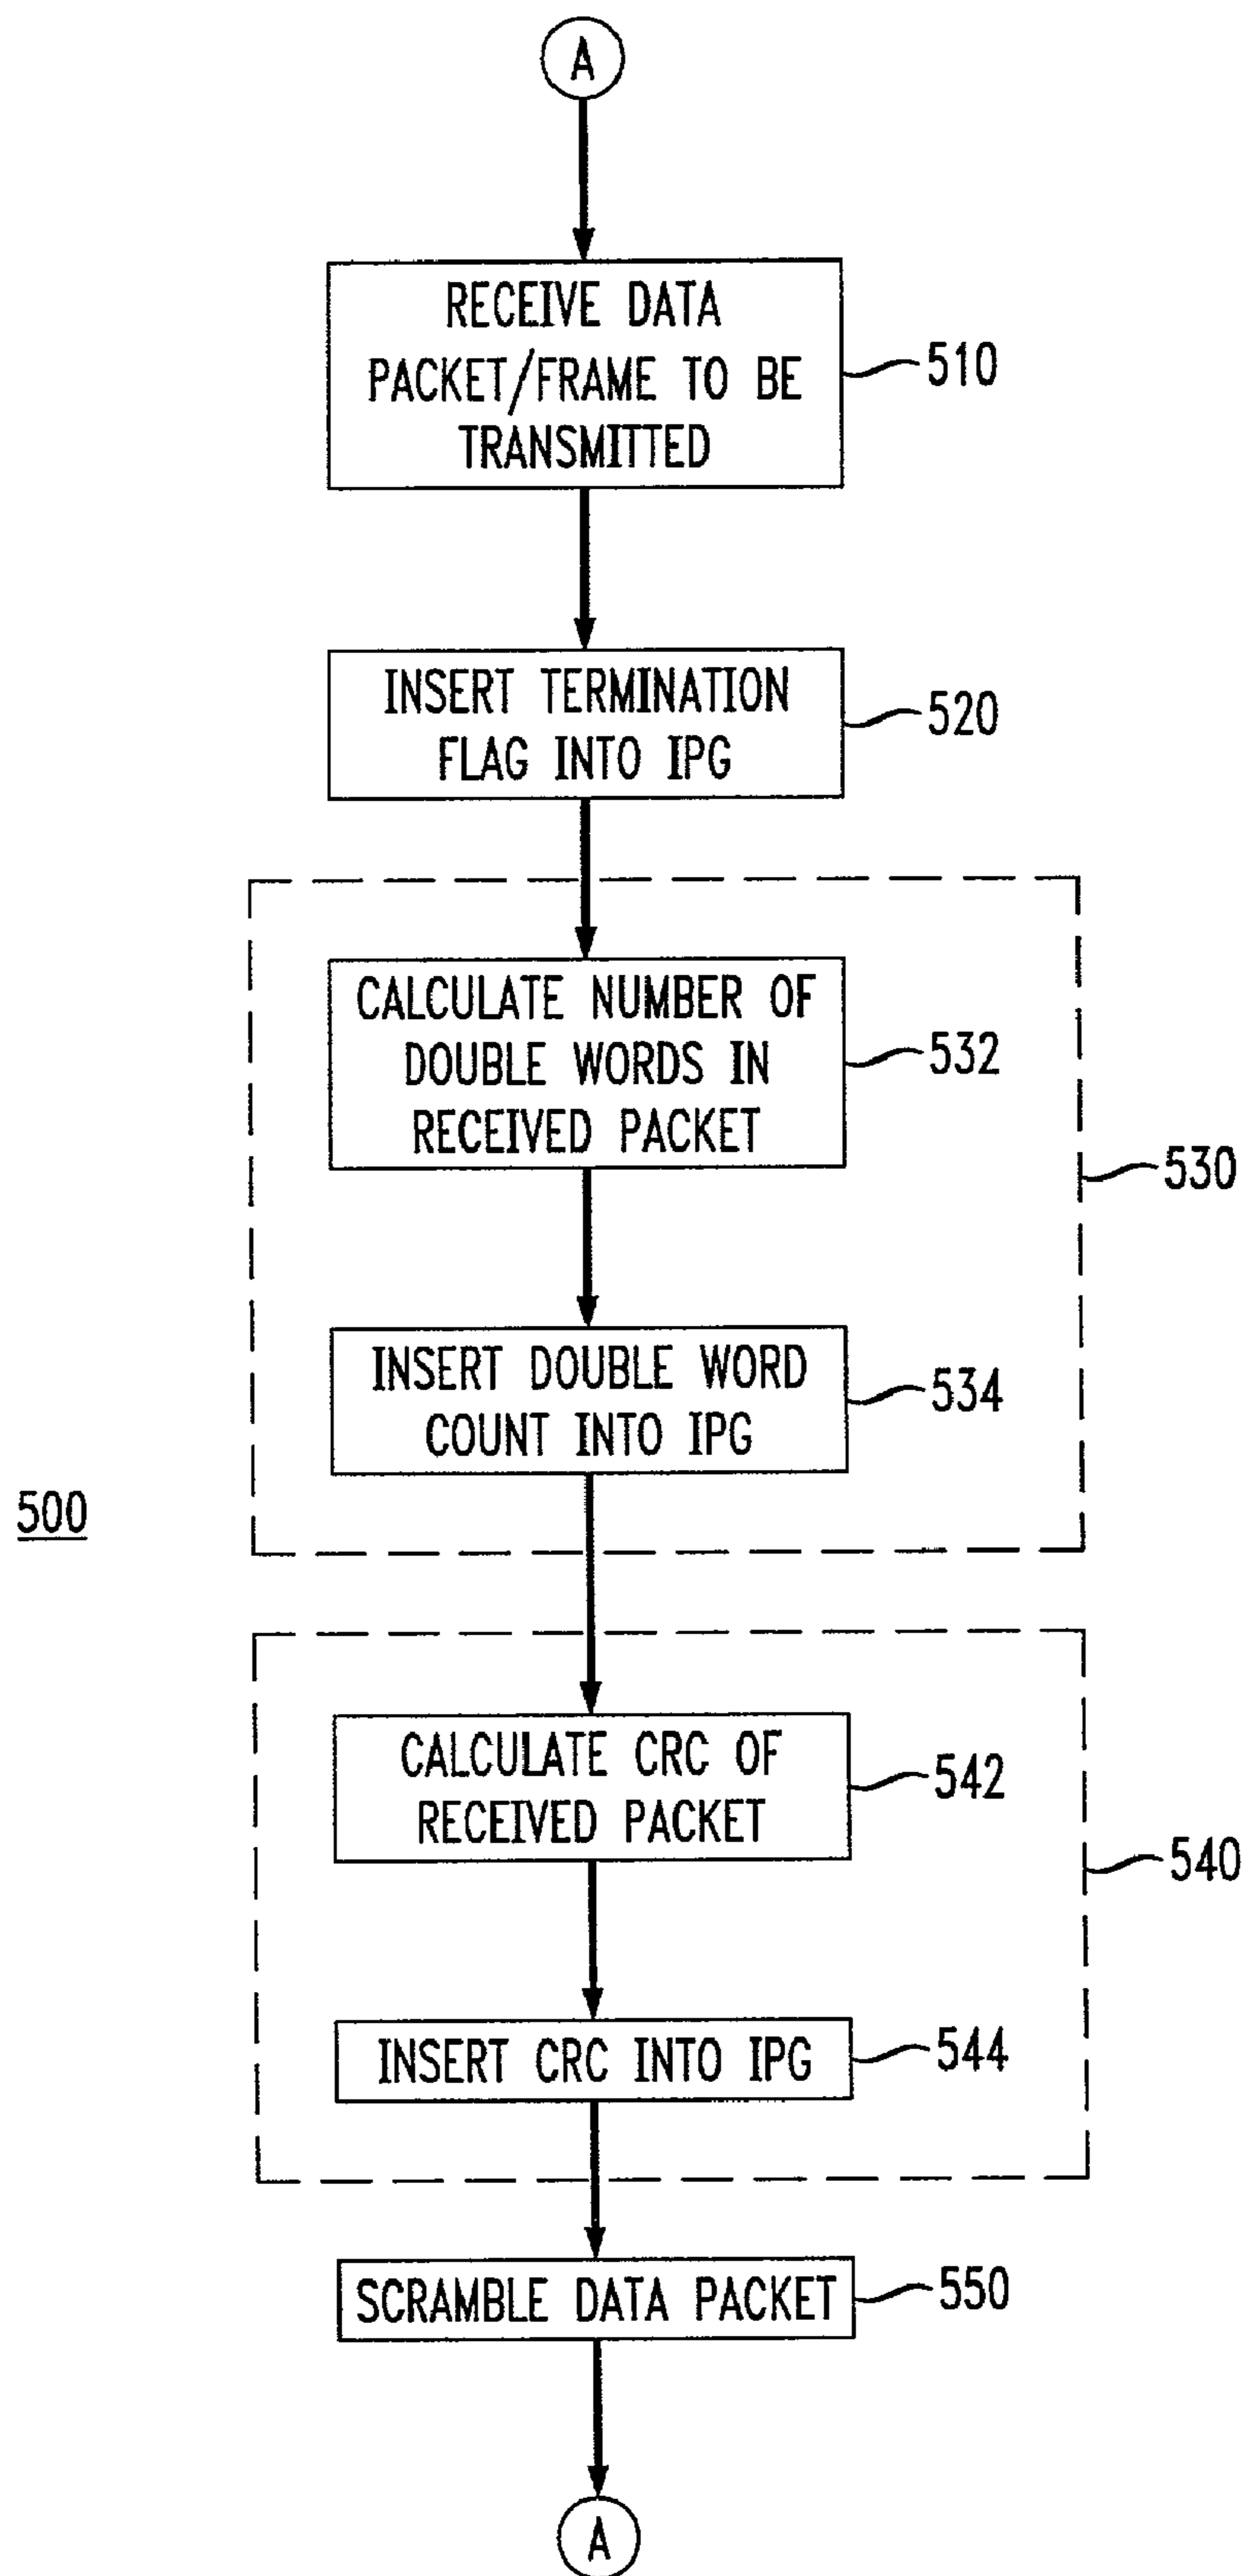 A
RECEIVE DATA
PACKET/FRAME TO BE
TRANSMITTED
510
INSERT TERMINATION
FLAG INTO IPG
520
CALCULATE NUMBER OF
DOUBLE WORDS IN
RECEIVED PACKET
532
530
INSERT DOUBLE WORD
COUNT INTO IPG
534
500
CALCULATE CRC OF
RECEIVED PACKET
542
540
INSERT CRC INTO IPG
544
SCRAMBLE DATA PACKET
550
A